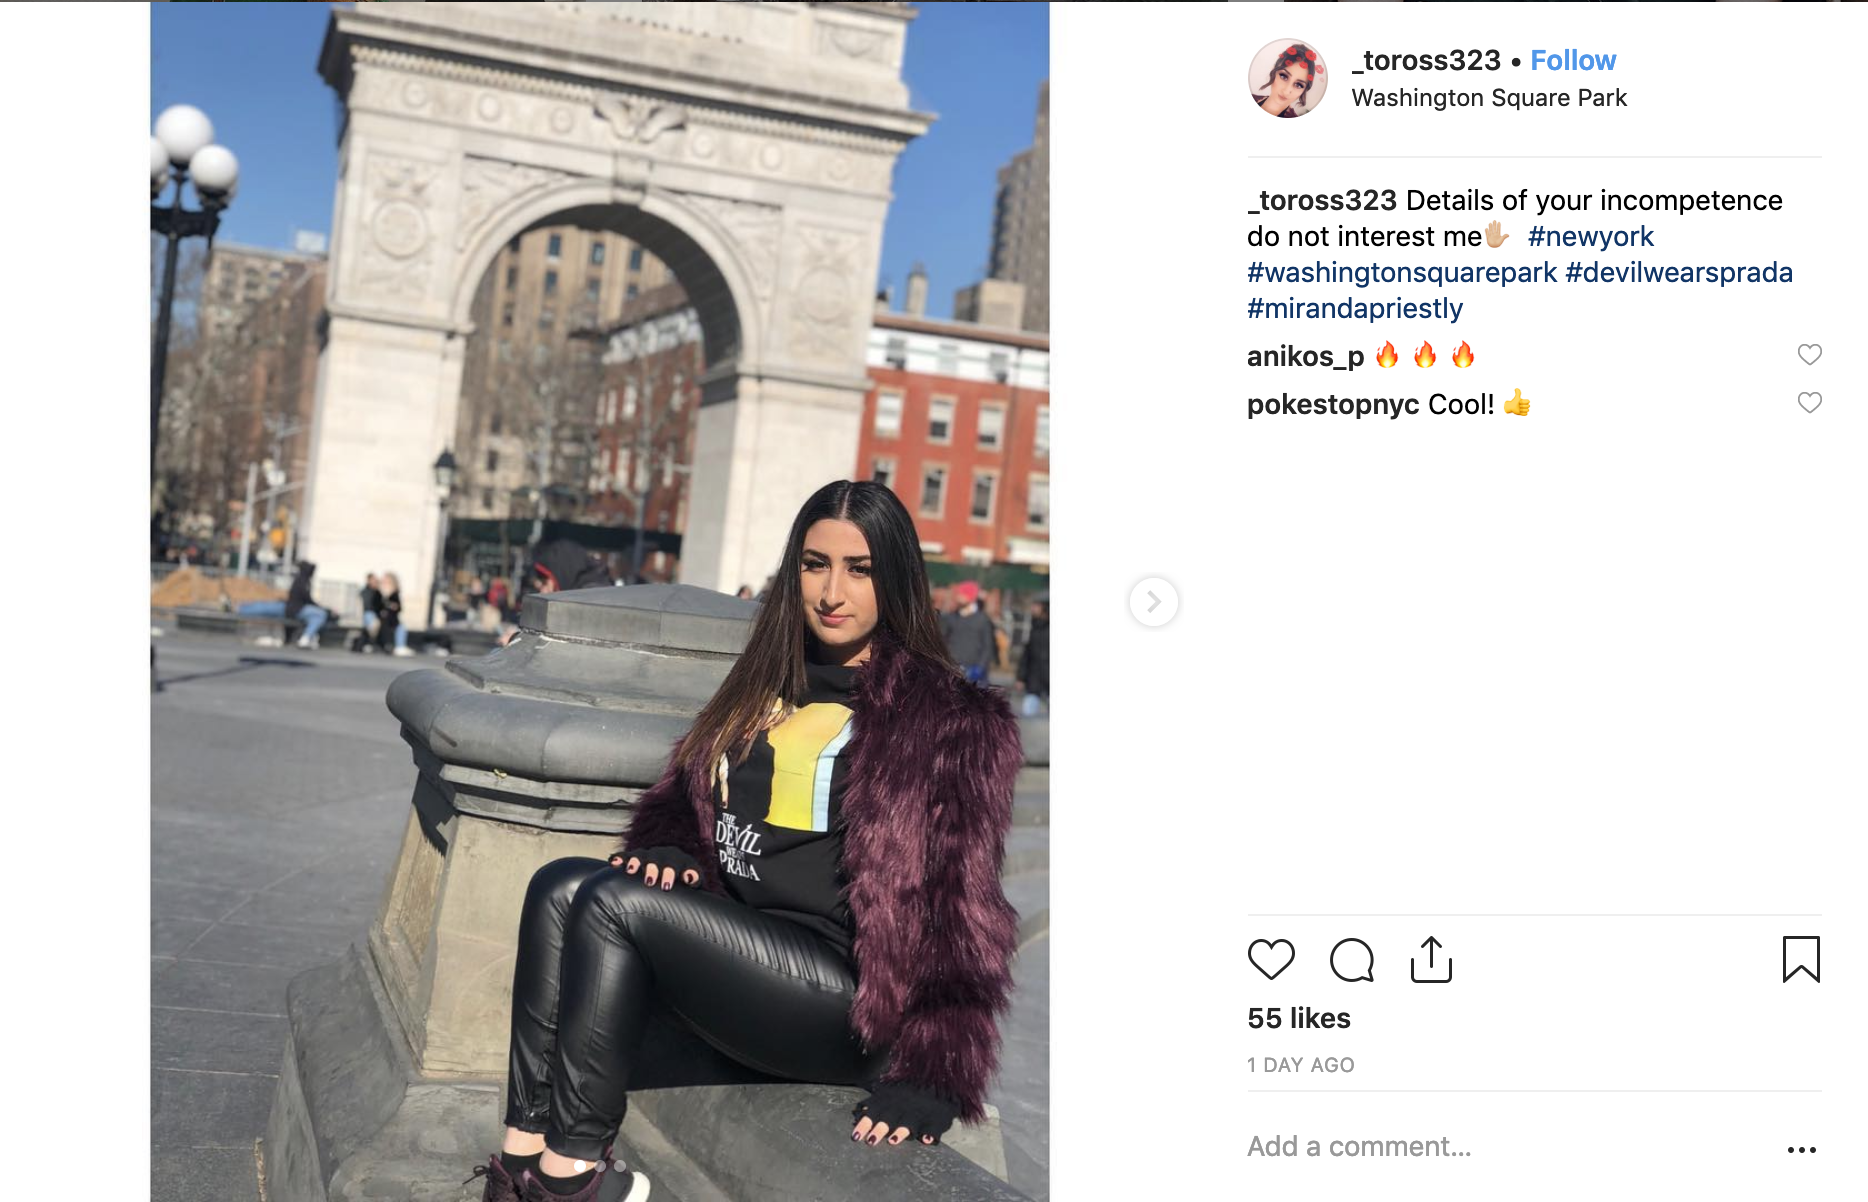 _toross323 • Follow
Washington Square Park
_toross323 Details of your incompetence
do not interest me✋🏼 #newyork
#washingtonsquarepark #devilwearsprada
#mirandapriestly
anikos_p 🔥 🔥 🔥
pokestopnyc Cool! 👍
THE
DEVIL
WEARS
PRADA
55 likes
1 DAY AGO
Add a comment...